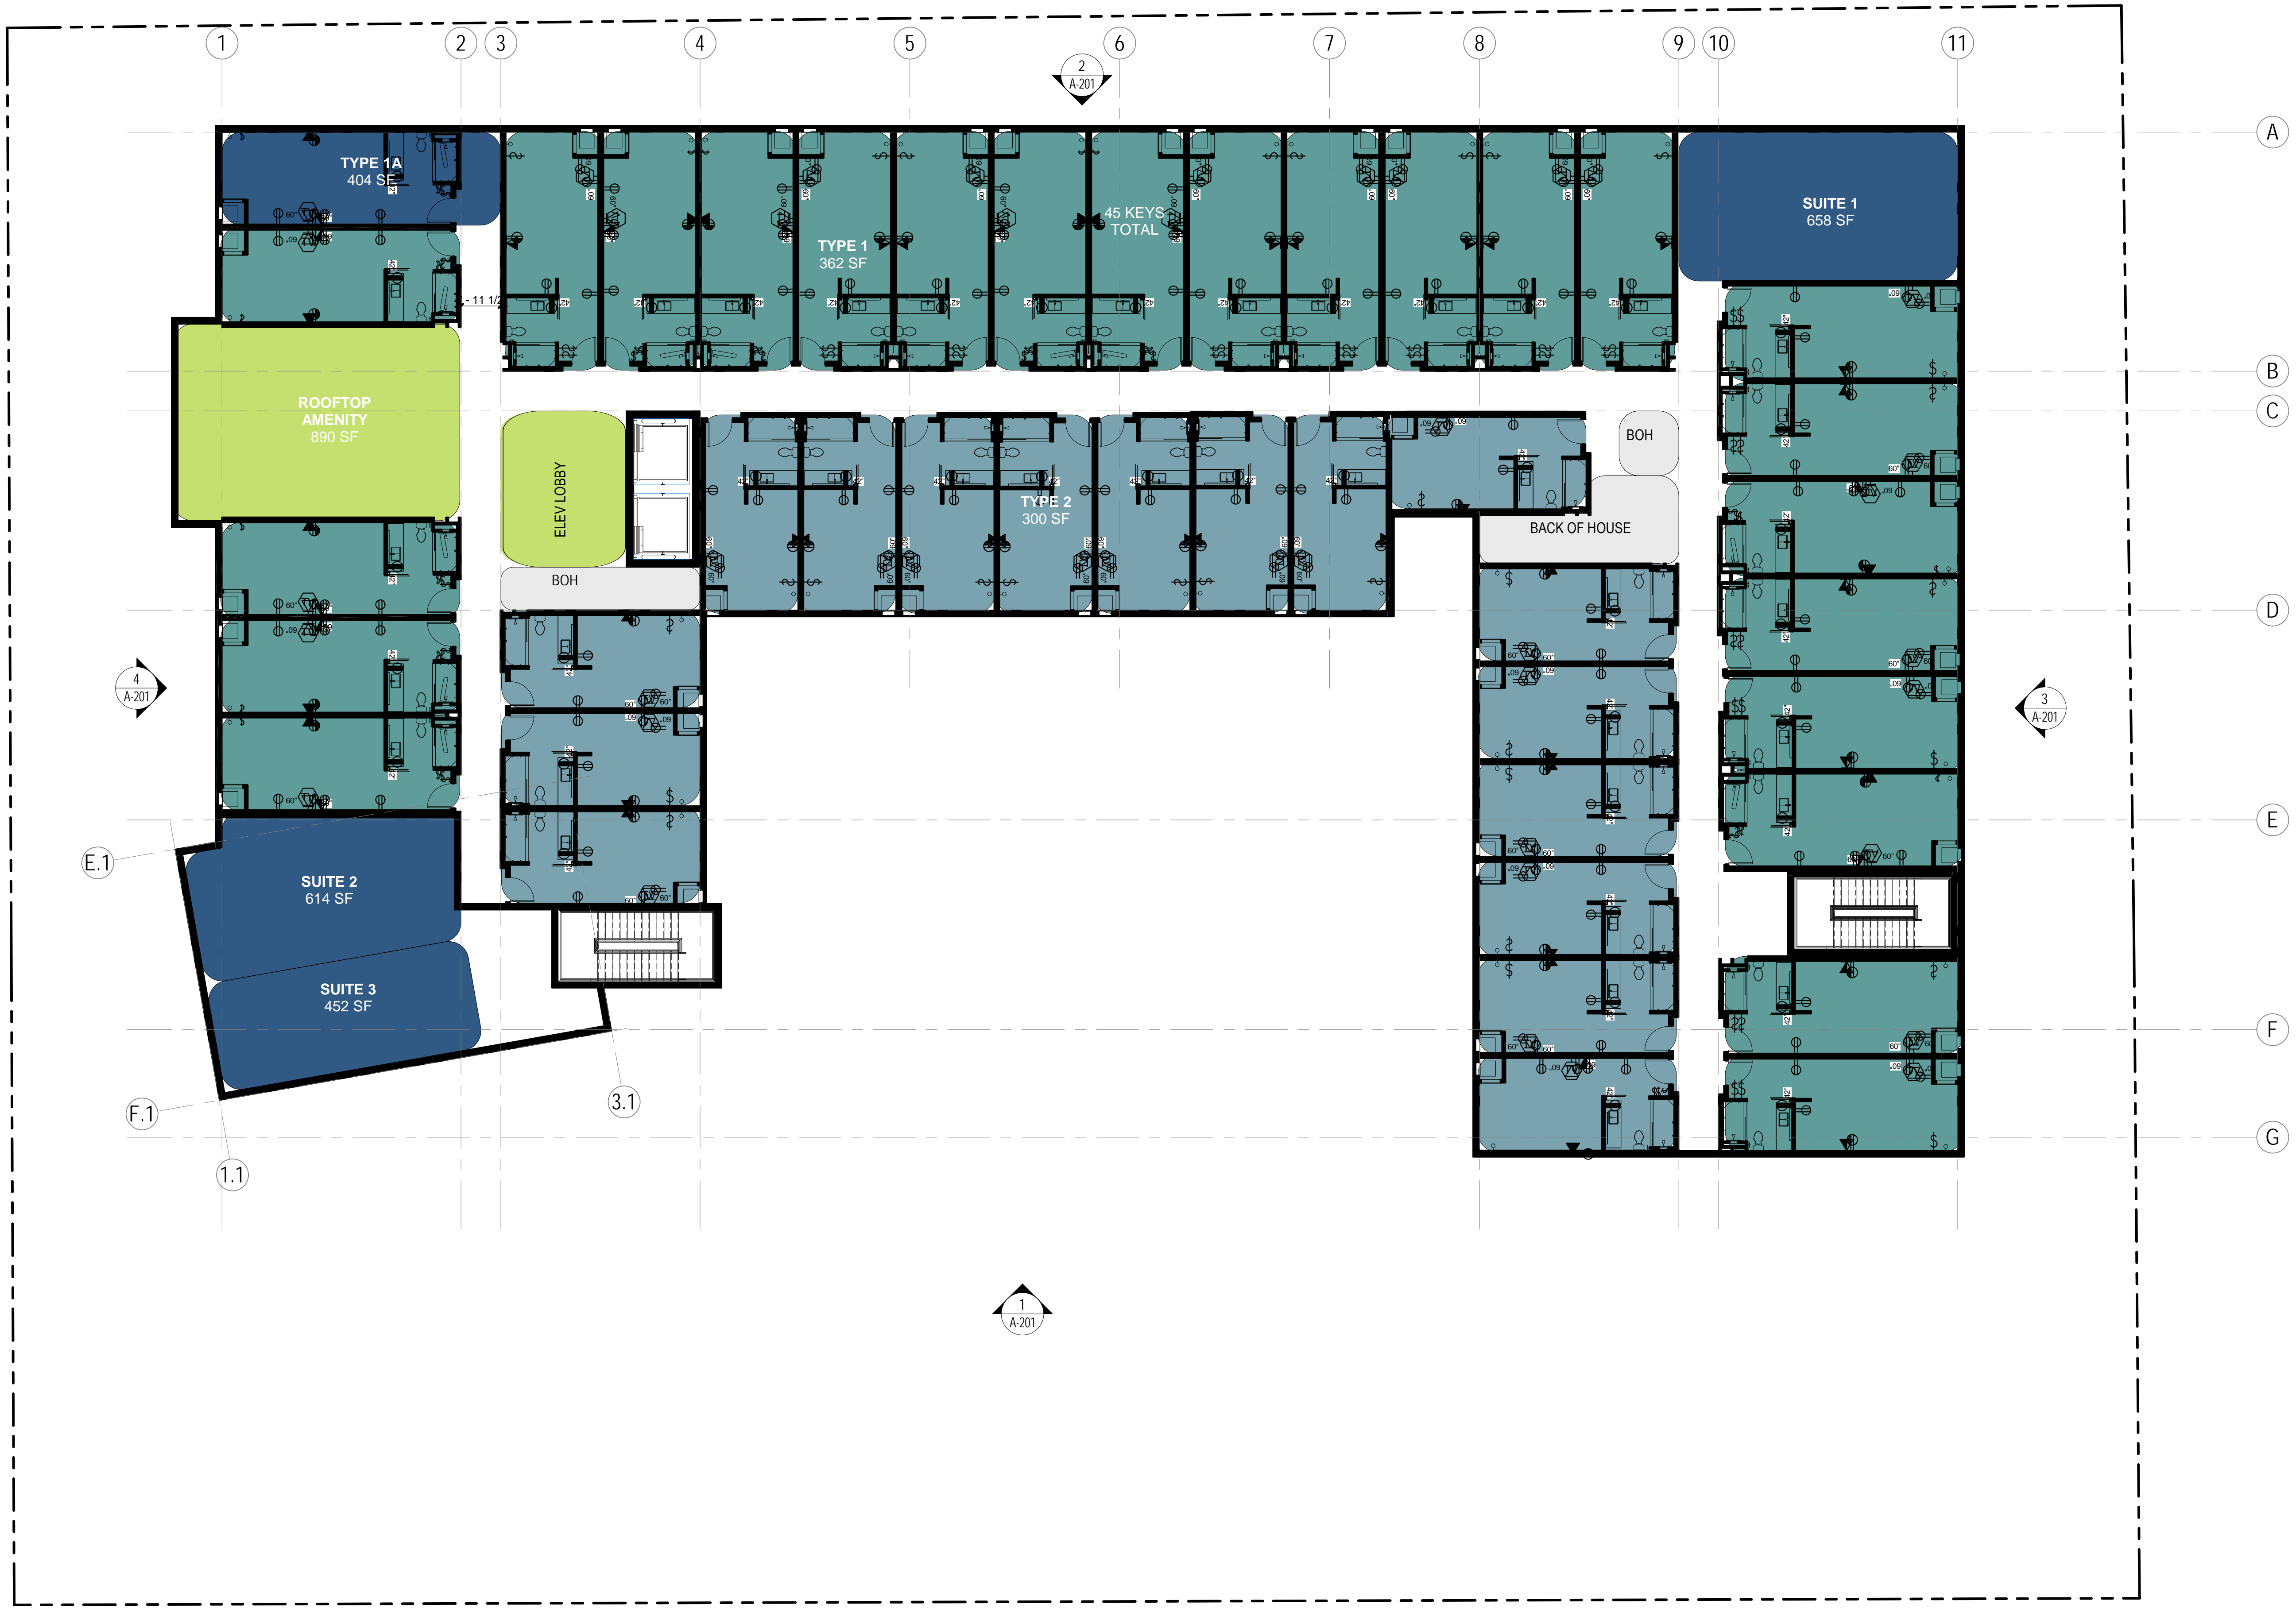 1
2
3
4
5
6
7
8
9
10
11
2
A-201
A
B
C
D
E
F
G
TYPE 1A
404 SF
SUITE 1
658 SF
45 KEYS
TOTAL
TYPE 1
362 SF
- 11 1/2
ROOFTOP
AMENITY
890 SF
ELEV LOBBY
BOH
TYPE 2
300 SF
BOH
BACK OF HOUSE
4
A-201
3
A-201
E.1
SUITE 2
614 SF
SUITE 3
452 SF
F.1
3.1
1.1
1
A-201
60"
42"